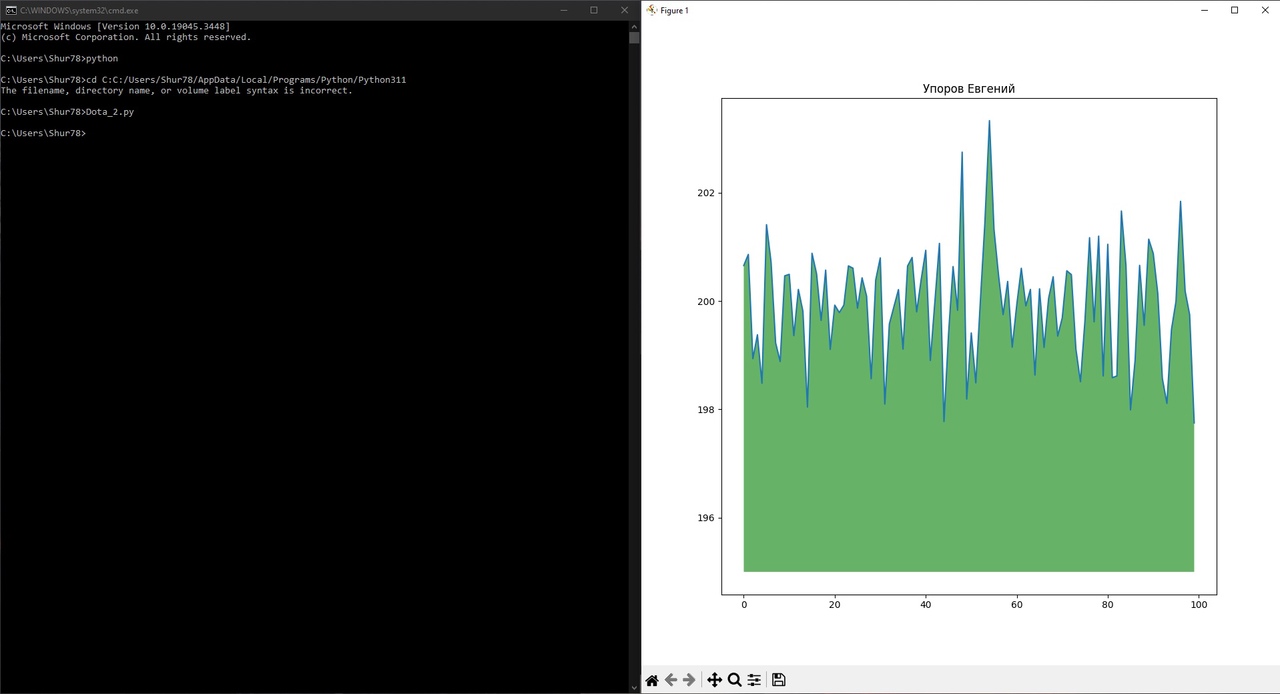 C:\WINDOWS\system32\cmd.exe
Microsoft Windows [Version 10.0.19045.3448]
(c) Microsoft Corporation. All rights reserved.
C:\Users\Shur78>python
C:\Users\Shur78>cd C:C:/Users/Shur78/AppData/Local/Programs/Python/Python311
The filename, directory name, or volume label syntax is incorrect.
C:\Users\Shur78>Dota_2.py
C:\Users\Shur78>
Figure 1
Упоров Евгений
202
200
198
196
0 20 40 60 80 100